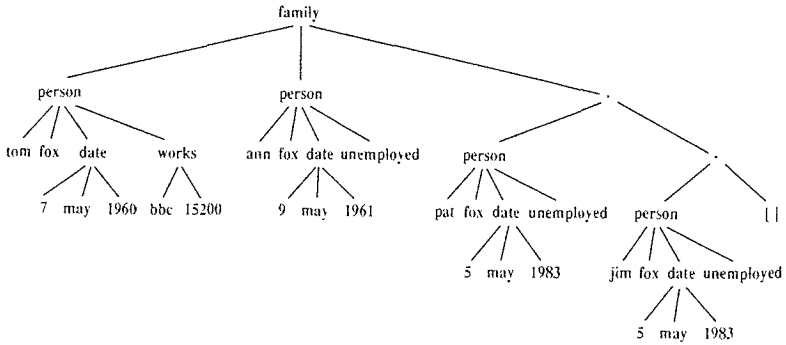 family
person person .
tom fox date works ann fox date unemployed person .
7 may 1960 bbc 15200 9 may 1961 pat fox date unemployed person [ ]
5 may 1983 jim fox date unemployed
5 may 1983